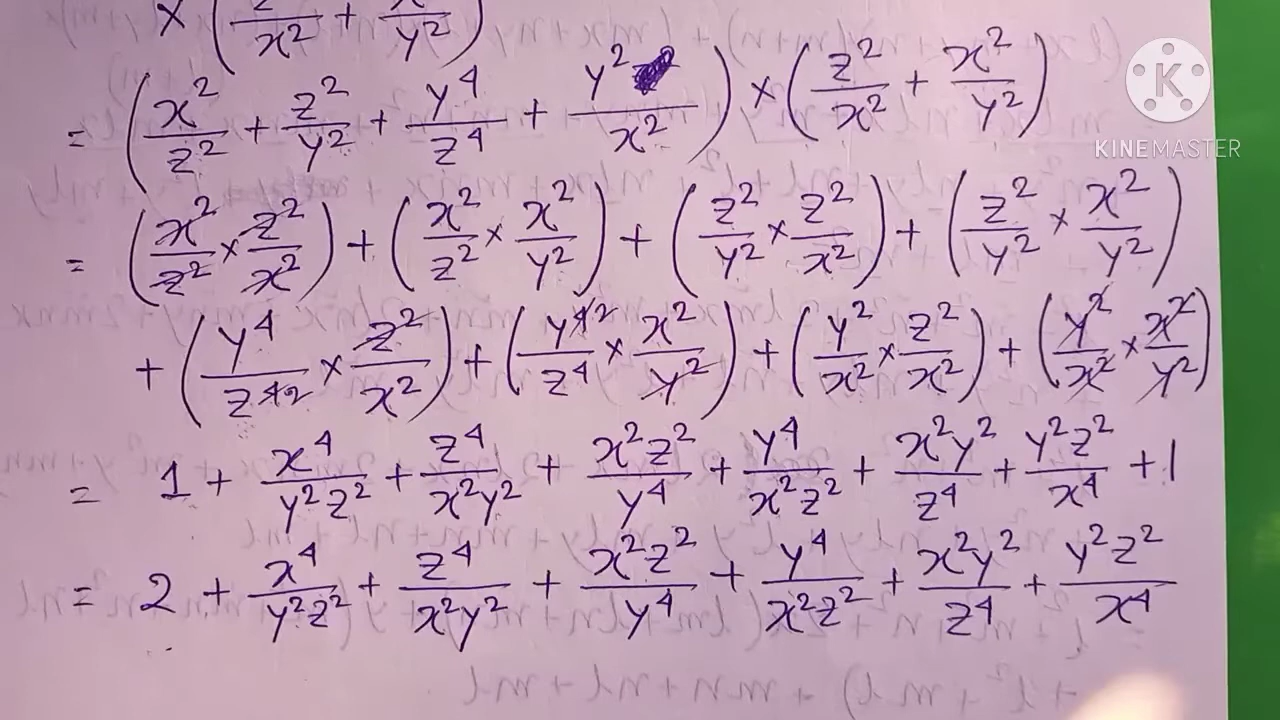 × (z²/x² + x²/y²)
= (x²/z² + z²/y² + y⁴/z⁴ + y²/x²) × (z²/x² + x²/y²)
K
KINEMASTER
= (x²/z² × z²/x²) + (x²/z² × x²/y²) + (z²/y² × z²/x²) + (z²/y² × x²/y²)
+ (y⁴/z⁴ ² × z²/x²) + (y⁴ ²/z⁴ × x²/y²) + (y²/x² × z²/x²) + (y²/x² × x²/y²)
= 1 + x⁴/y²z² + z⁴/x²y² + x²z²/y⁴ + y⁴/x²z² + x²y²/z⁴ + y²z²/x⁴ + 1
= 2 + x⁴/y²z² + z⁴/x²y² + x²z²/y⁴ + y⁴/x²z² + x²y²/z⁴ + y²z²/x⁴